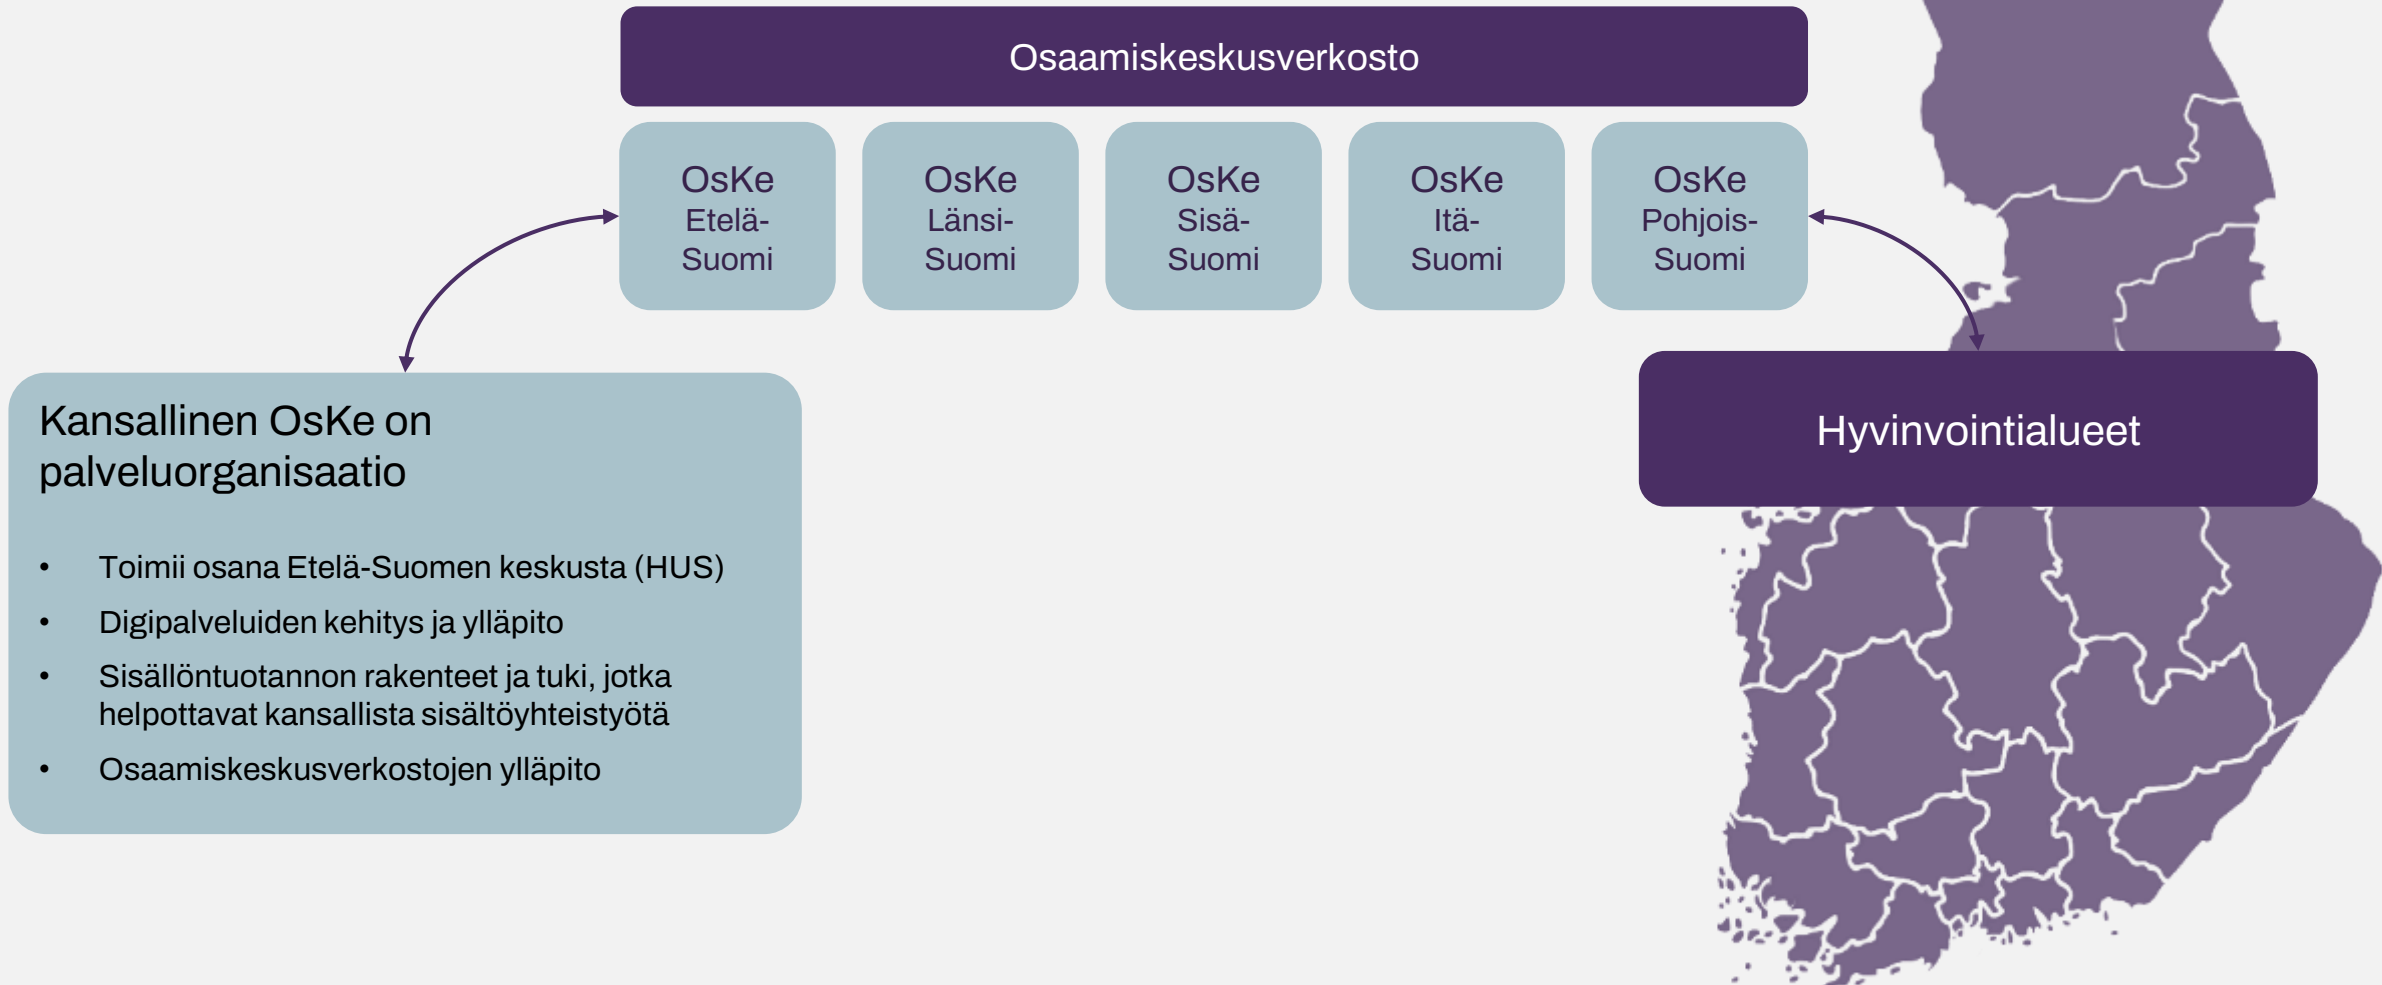 Osaamiskeskusverkosto
OsKe
Etelä-
Suomi
OsKe
Länsi-
Suomi
OsKe
Sisä-
Suomi
OsKe
Itä-
Suomi
OsKe
Pohjois-
Suomi
Kansallinen OsKe on
palveluorganisaatio
• Toimii osana Etelä-Suomen keskusta (HUS)
• Digipalveluiden kehitys ja ylläpito
• Sisällöntuotannon rakenteet ja tuki, jotka
helpottavat kansallista sisältöyhteistyötä
• Osaamiskeskusverkostojen ylläpito
Hyvinvointialueet